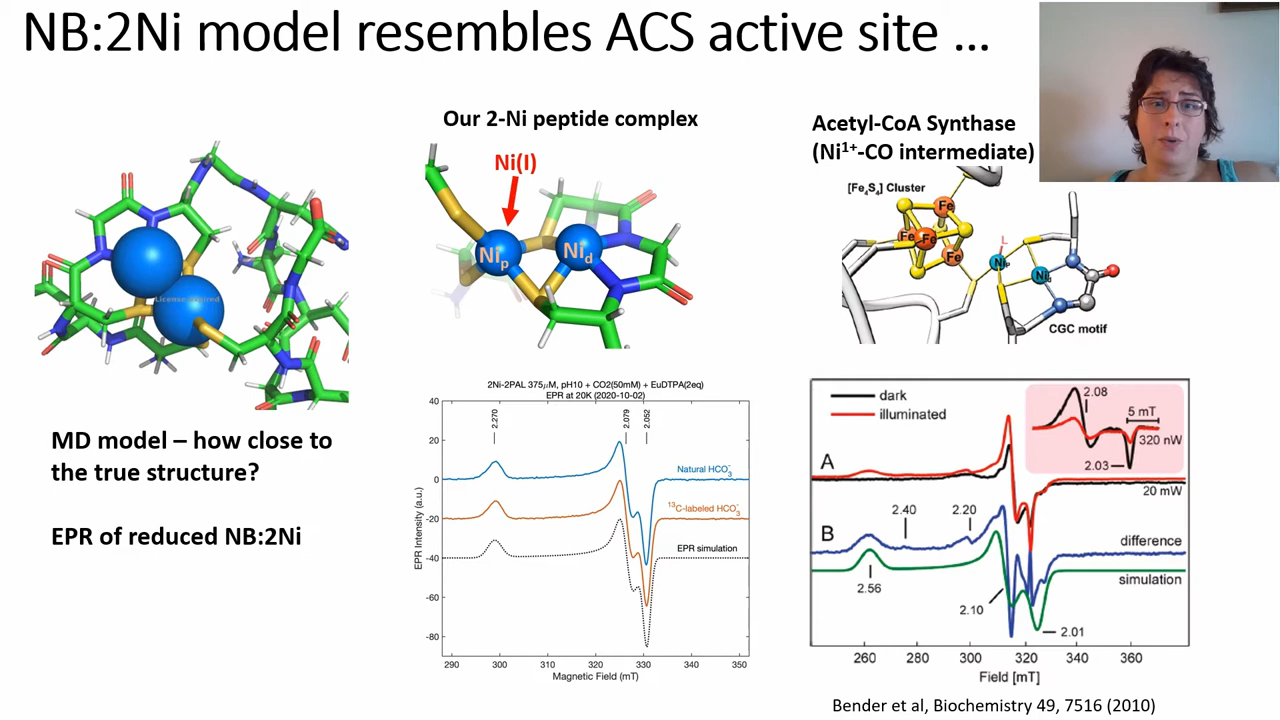 NB:2Ni model resembles ACS active site ...
Our 2-Ni peptide complex
Acetyl-CoA Synthase
(Ni¹⁺-CO intermediate)
Ni(I)
Niₚ
Ni_d
[Fe₄S₄] Cluster
Fe
Fe
Fe
Fe
L
Niₚ
Ni_d
CGC motif
License Expired
MD model – how close to
the true structure?
EPR of reduced NB:2Ni
2Ni-2PAL 375μM, pH10 + CO2(50mM) + EuDTPA(2eq)
EPR at 20K (2020-10-02)
2.270
2.079
2.052
Natural HCO₃⁻
¹³C-labeled HCO₃⁻
EPR simulation
EPR Intensity (a.u.)
40
20
0
-20
-40
-60
-80
290 300 310 320 330 340 350
Magnetic Field (mT)
dark
illuminated
2.08
5 mT
320 nW
2.03
A
20 mW
B
2.40
2.20
difference
simulation
2.56
2.10
2.01
260 280 300 320 340 360
Field [mT]
Bender et al, Biochemistry 49, 7516 (2010)